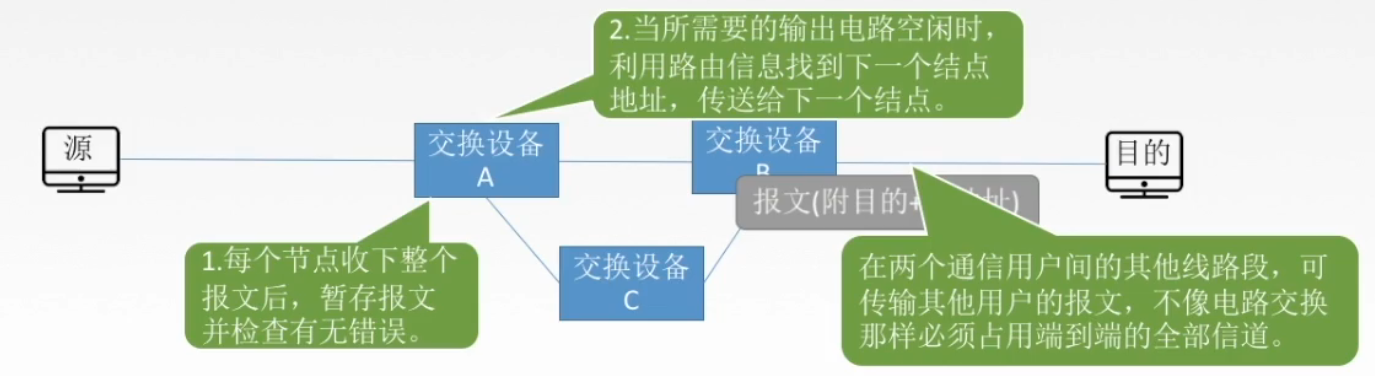 2.当所需要的输出电路空闲时，
利用路由信息找到下一个结点
地址，传送给下一个结点。
源
交换设备
A
交换设备
B
目的
报文(附目的+
址)
1.每个节点收下整个
报文后，暂存报文
并检查有无错误。
交换设备
C
在两个通信用户间的其他线路段，可
传输其他用户的报文，不像电路交换
那样必须占用端到端的全部信道。